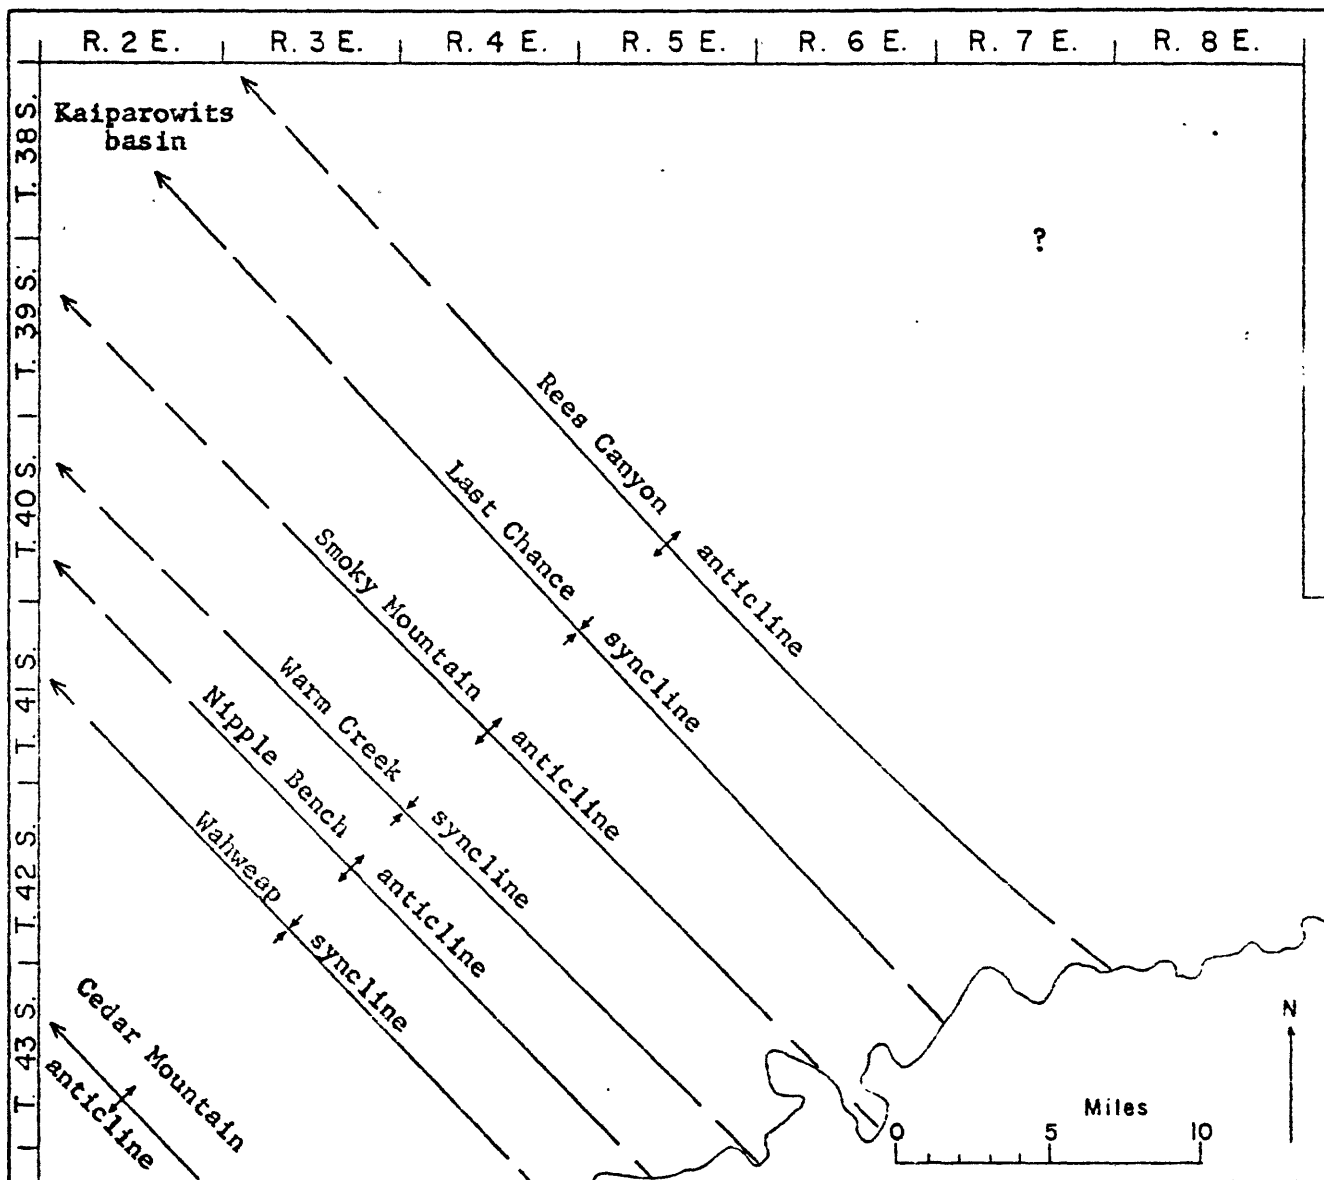 R. 2 E. R. 3 E. R. 4 E. R. 5 E. R. 6 E. R. 7 E. R. 8 E.
T. 38 S.
T. 39 S.
T. 40 S.
T. 41 S.
T. 42 S.
T. 43 S.
Kaiparowits
basin
?
Rees Canyon anticline
Last Chance syncline
Smoky Mountain anticline
Warm Creek syncline
Nipple Bench anticline
Wahweap syncline
Cedar Mountain
anticline
N
Miles
0 5 10